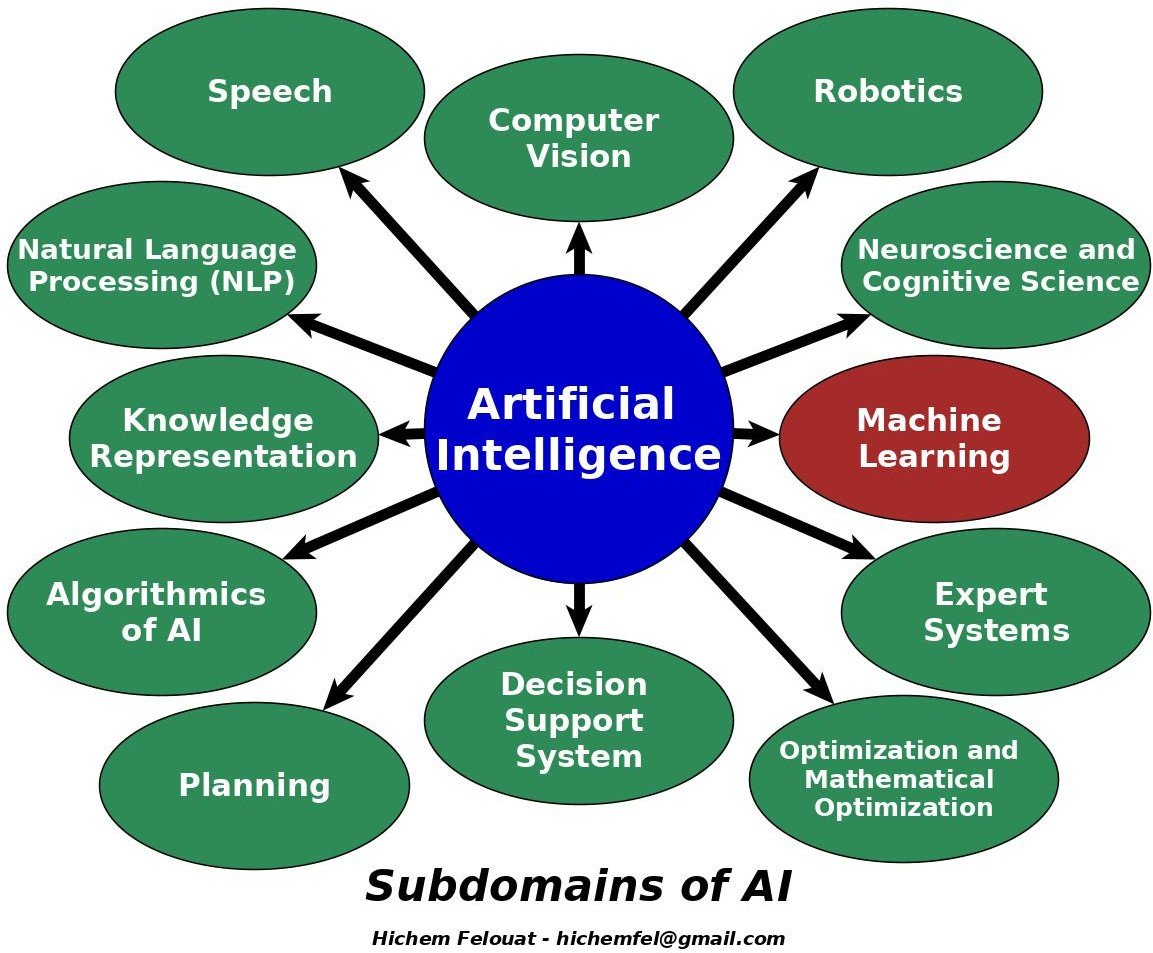 Speech
Computer
Vision
Robotics
Natural Language
Processing (NLP)
Neuroscience and
Cognitive Science
Knowledge
Representation
Artificial
Intelligence
Machine
Learning
Algorithmics
of AI
Expert
Systems
Planning
Decision
Support
System
Optimization and
Mathematical
Optimization
Subdomains of AI
Hichem Felouat - hichemfel@gmail.com